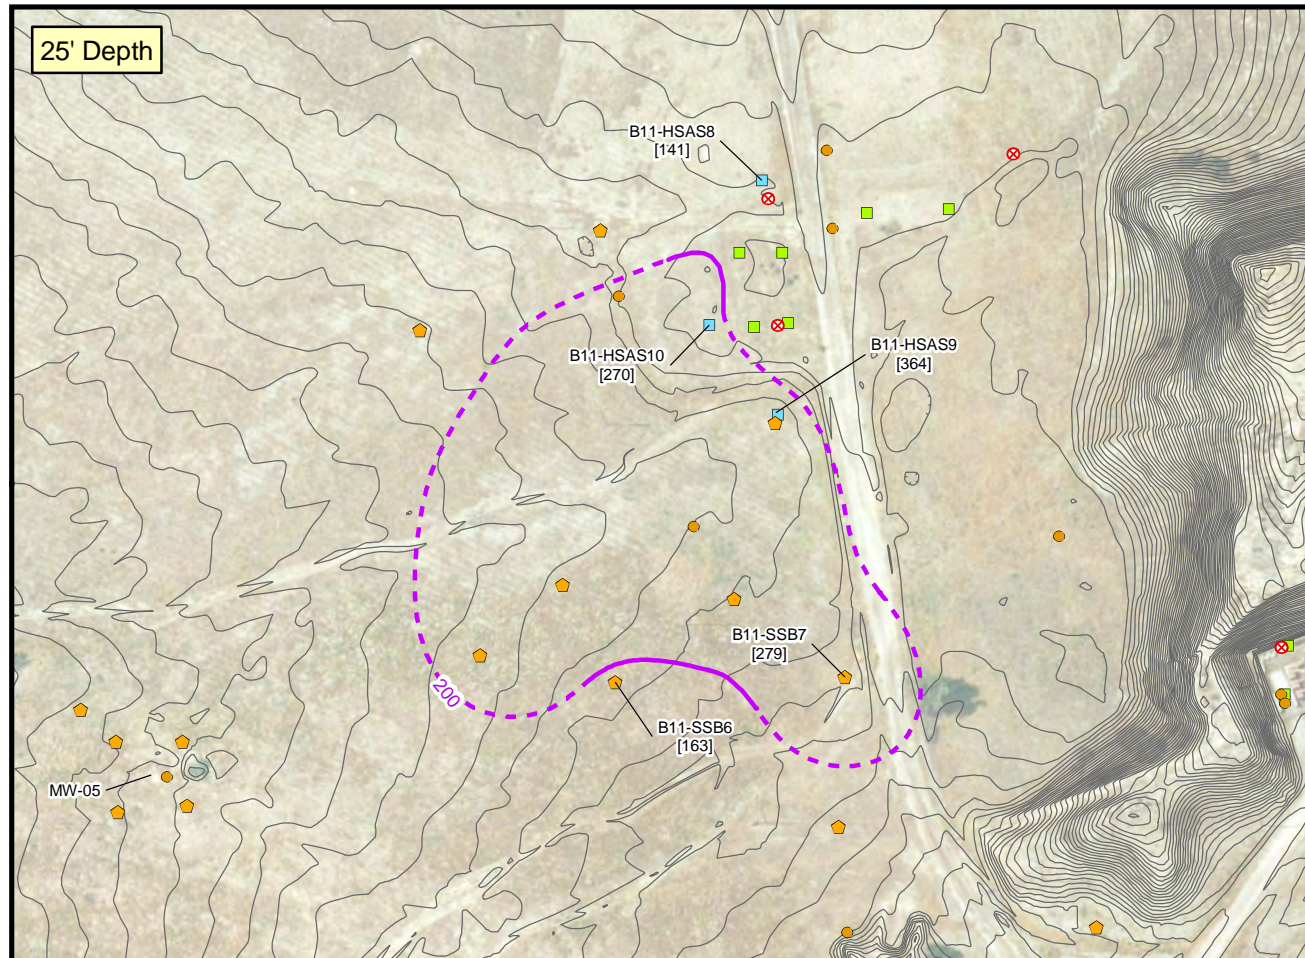 25' Depth
B11-HSAS8
[141]
B11-HSAS9
[364]
B11-HSAS10
[270]
B11-SSB7
[279]
200
B11-SSB6
[163]
MW-05